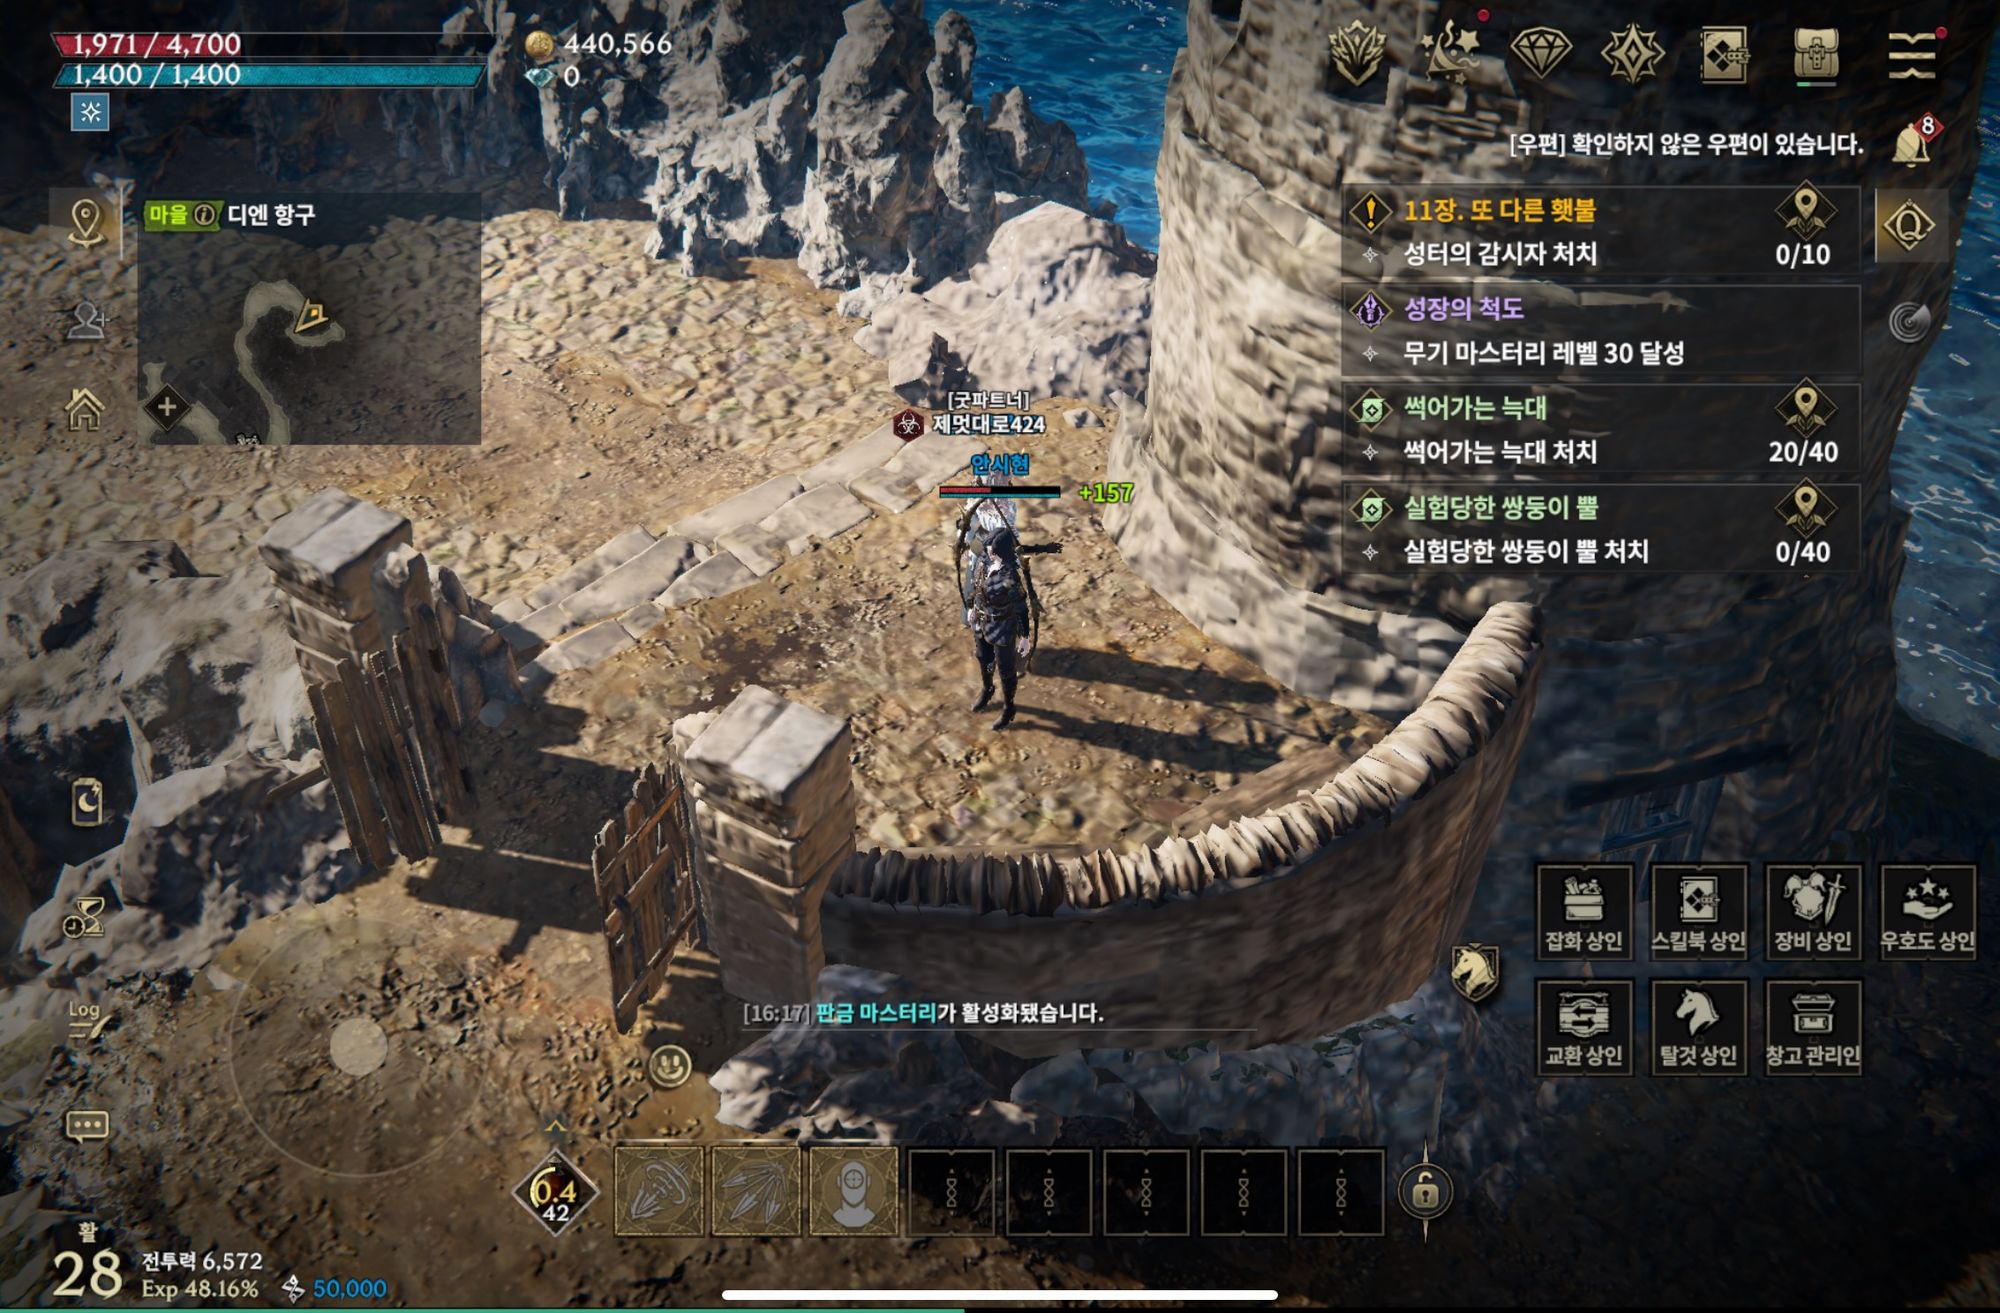 1,971 / 4,700
1,400 / 1,400
440,566
0
[우편] 확인하지 않은 우편이 있습니다.
8
마을 디엔 항구
11장. 또 다른 횃불
성터의 감시자 처치 0/10
Q
성장의 척도
무기 마스터리 레벨 30 달성
썩어가는 늑대
썩어가는 늑대 처치 20/40
실험당한 쌍둥이 뿔
실험당한 쌍둥이 뿔 처치 0/40
[굿파트너]
제멋대로424
안시현
+157
잡화 상인
스킬북 상인
장비 상인
우호도 상인
교환 상인
탈것 상인
창고 관리인
Log
[16:17] 판금 마스터리가 활성화됐습니다.
0.4
42
활
28
전투력 6,572
Exp 48.16%
50,000